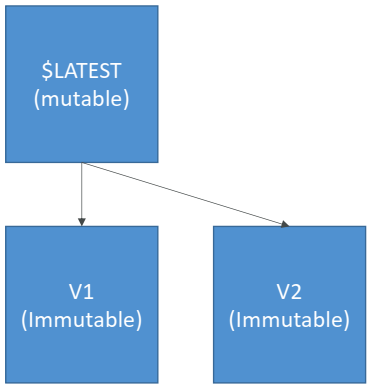 $LATEST
(mutable)
V1
(Immutable)
V2
(Immutable)